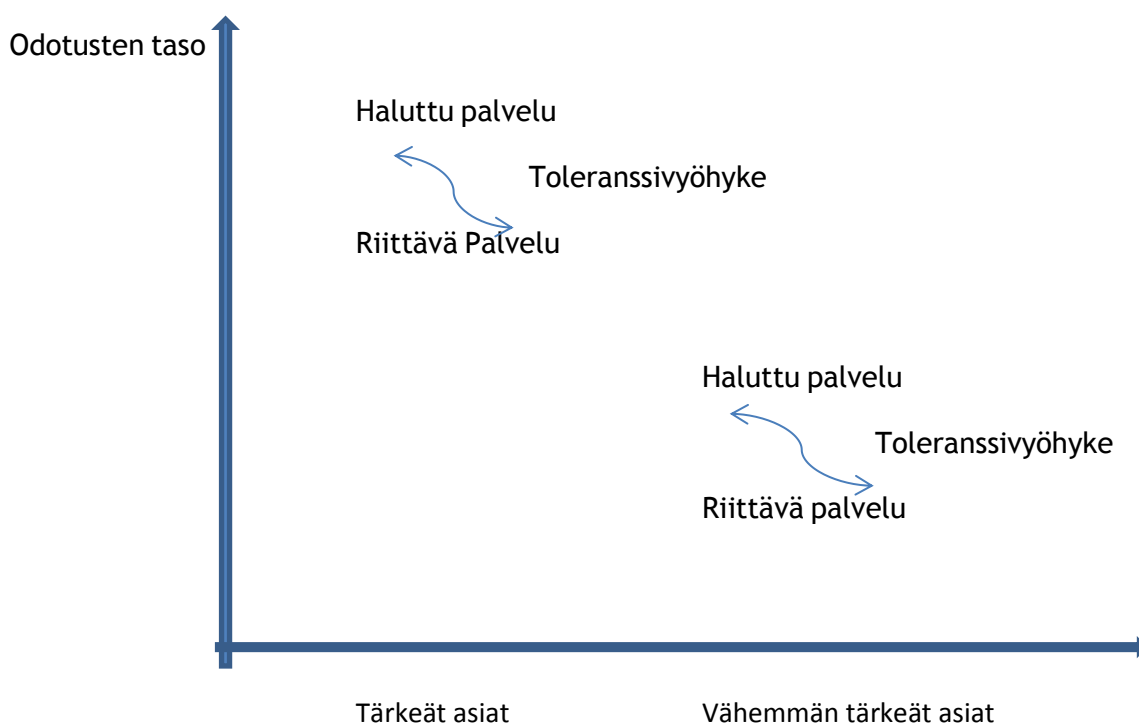 Odotusten taso
Haluttu palvelu
Toleranssivyöhyke
Riittävä Palvelu
Haluttu palvelu
Toleranssivyöhyke
Riittävä palvelu
Tärkeät asiat
Vähemmän tärkeät asiat